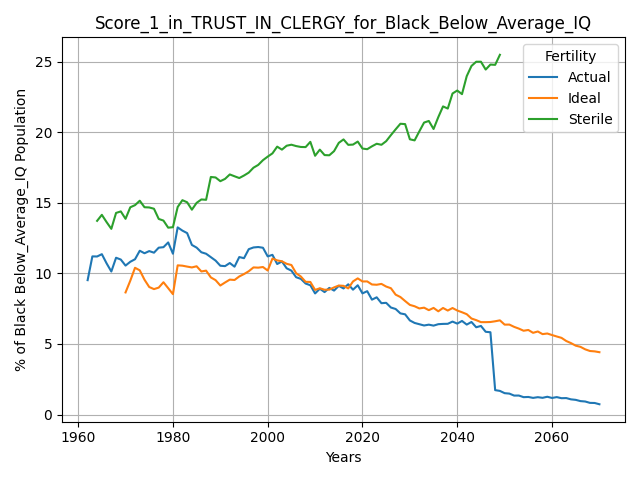 Score_1_in_TRUST_IN_CLERGY_for_Black_Below_Average_IQ
% of Black Below_Average_IQ Population
25
20
15
10
5
0
Fertility
Actual
Ideal
Sterile
1960
1980
2000
2020
2040
2060
Years